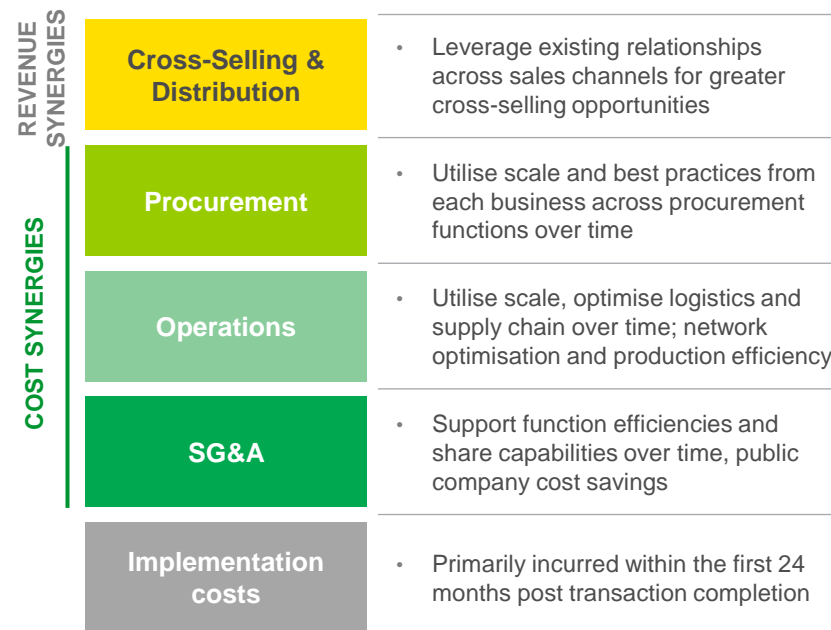 REVENUE
SYNERGIES
Cross-Selling &
Distribution
• Leverage existing relationships
across sales channels for greater
cross-selling opportunities
COST SYNERGIES
Procurement
• Utilise scale and best practices from
each business across procurement
functions over time
Operations
• Utilise scale, optimise logistics and
supply chain over time; network
optimisation and production efficiency
SG&A
• Support function efficiencies and
share capabilities over time, public
company cost savings
Implementation
costs
• Primarily incurred within the first 24
months post transaction completion